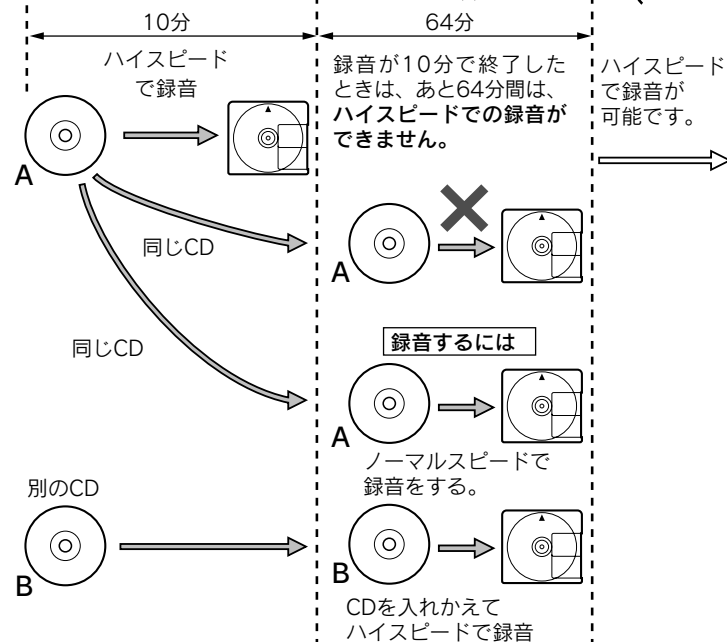 10分
64分
ハイスピード
で録音
録音が10分で終了した
ときは、あと64分間は、
ハイスピードでの録音が
できません。
ハイスピード
で録音が
可能です。
A
同じCD
A
同じCD
録音するには
A
ノーマルスピードで
録音をする。
別のCD
B
B
CDを入れかえて
ハイスピードで録音